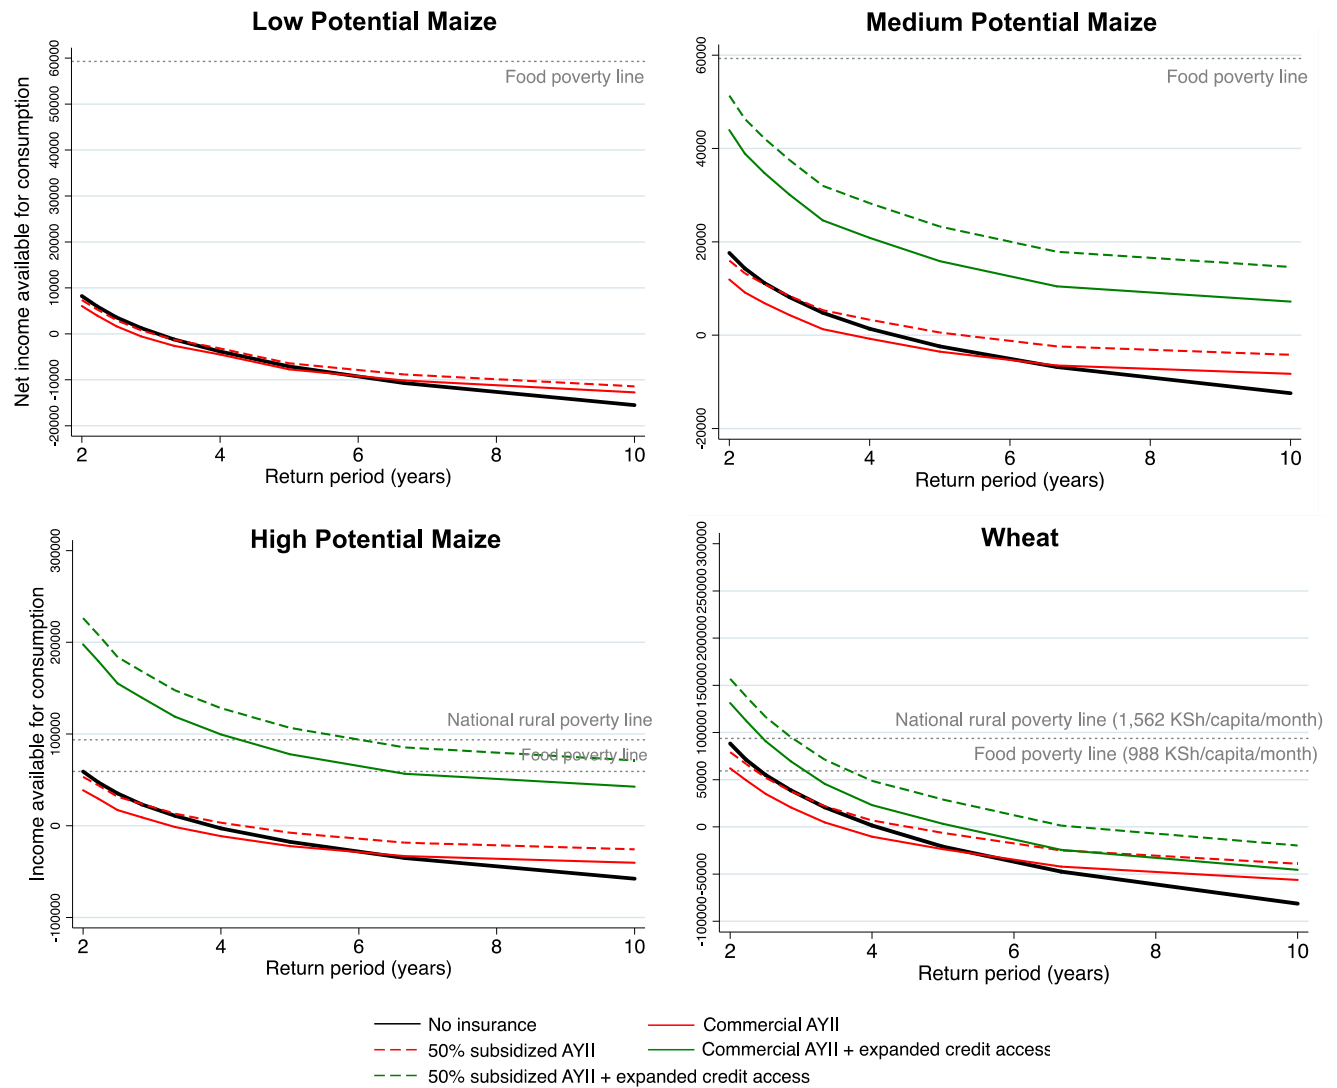 Low Potential Maize
Net income available for consumption
60000
50000
40000
30000
20000
10000
0
-10000
-20000
Food poverty line
2 4 6 8 10
Return period (years)
Medium Potential Maize
60000
40000
20000
0
-20000
Food poverty line
2 4 6 8 10
Return period (years)
High Potential Maize
Income available for consumption
300000
200000
100000
0
-100000
National rural poverty line
Food poverty line
2 4 6 8 10
Return period (years)
Wheat
300000
250000
200000
150000
100000
50000
0
-50000
-100000
National rural poverty line (1,562 KSh/capita/month)
Food poverty line (988 KSh/capita/month)
2 4 6 8 10
Return period (years)
No insurance
Commercial AYII
50% subsidized AYII
Commercial AYII + expanded credit access
50% subsidized AYII + expanded credit access